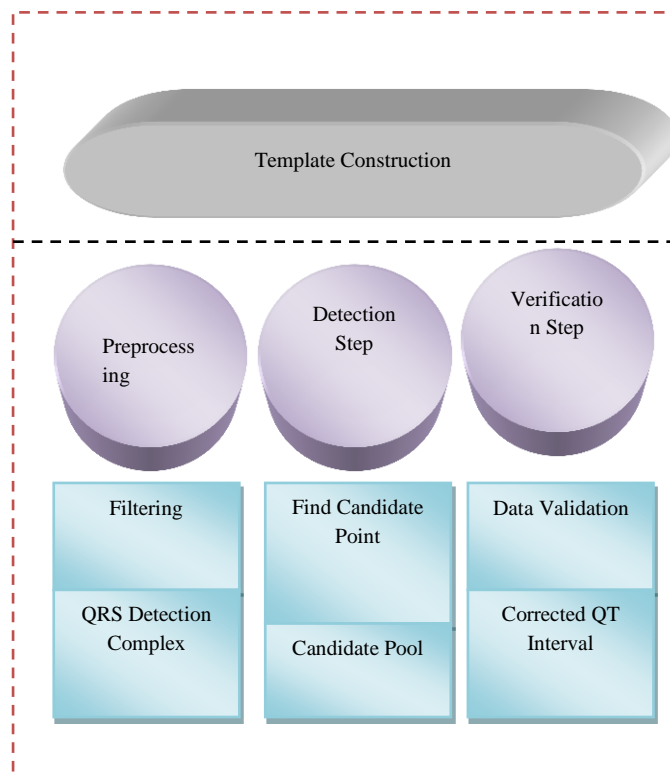 Template Construction
Preprocess
ing
Detection
Step
Verificatio
n Step
Filtering
QRS Detection
Complex
Find Candidate
Point
Candidate Pool
Data Validation
Corrected QT
Interval